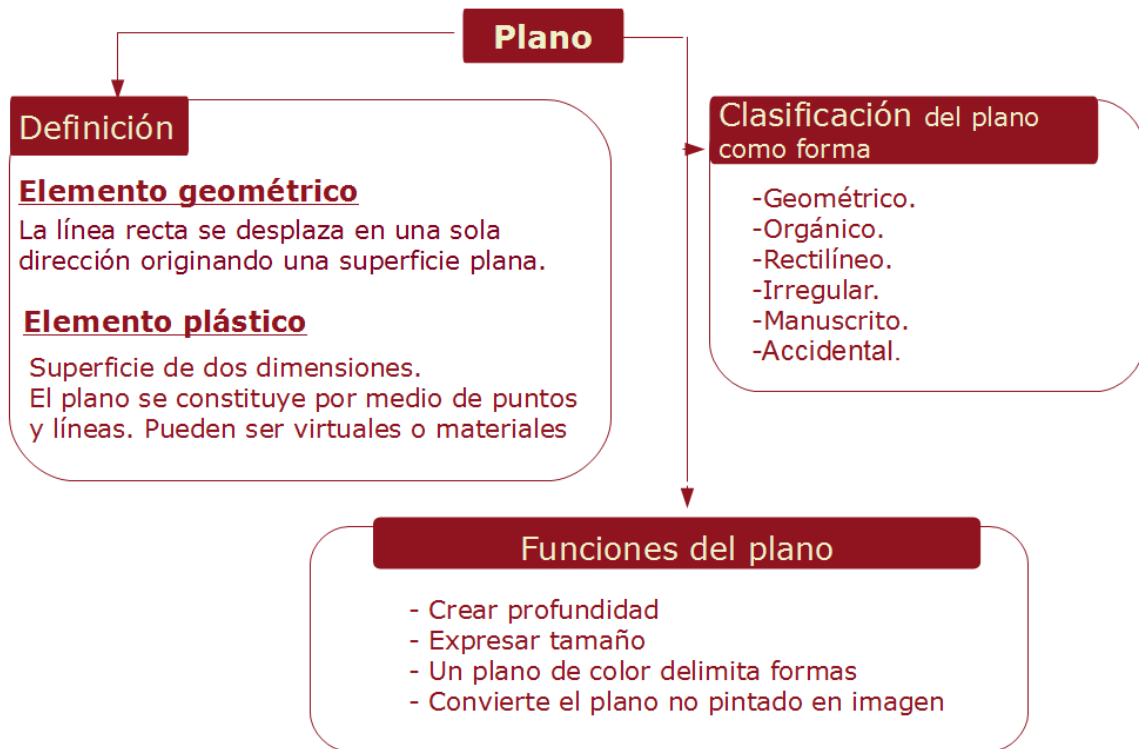 Plano
Definición
Elemento geométrico
La línea recta se desplaza en una sola
dirección originando una superficie plana.
Elemento plástico
Superficie de dos dimensiones.
El plano se constituye por medio de puntos
y líneas. Pueden ser virtuales o materiales
Clasificación del plano
como forma
-Geométrico.
-Orgánico.
-Rectilíneo.
-Irregular.
-Manuscrito.
-Accidental.
Funciones del plano
- Crear profundidad
- Expresar tamaño
- Un plano de color delimita formas
- Convierte el plano no pintado en imagen